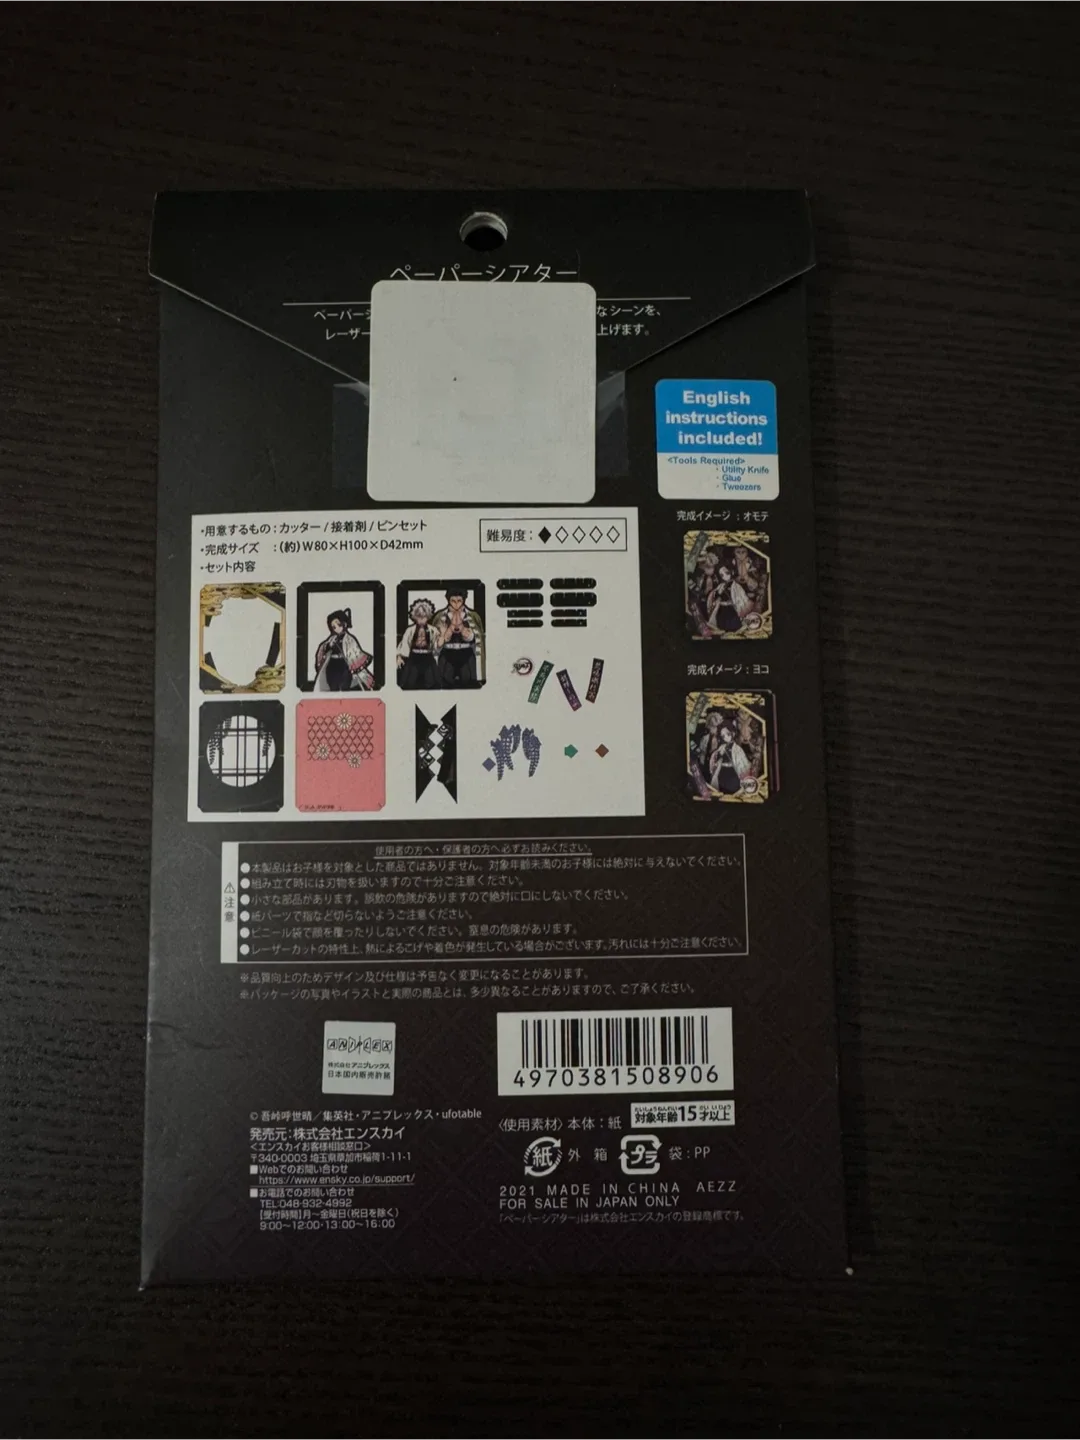 ペーパーシアター
ペーパーシ なシーンを、
レーザー 上げます。
English
instructions
included!
<Tools Required>
・Utility Knife
・Glue
・Tweezers
・用意するもの：カッター / 接着剤 / ピンセット
・完成サイズ ：(約) W80×H100×D42mm
・セット内容
難易度：◆◇◇◇◇
完成イメージ：オモテ
完成イメージ：ヨコ
使用者の方へ・保護者の方へ必ずお読みください。
⚠注意
●本製品はお子様を対象とした商品ではありません。対象年齢未満のお子様には絶対に与えないでください。
●組み立て時には刃物を扱いますので十分ご注意ください。
●小さな部品があります。誤飲の危険がありますので絶対に口にしないでください。
●紙パーツで指など切らないようご注意ください。
●ビニール袋で顔を覆ったりしないでください。窒息の危険があります。
●レーザーカットの特性上、熱によるこげや着色が発生している場合がございます。汚れには十分ご注意ください。
※品質向上のためデザイン及び仕様は予告なく変更になることがあります。
※パッケージの写真やイラストと実際の商品とは、多少異なることがありますので、ご了承ください。
ANIPLEX
株式会社アニプレックス
日本国内販売許諾
4970381508906
©吾峠呼世晴／集英社・アニプレックス・ufotable
発売元：株式会社エンスカイ
<エンスカイお客様相談窓口>
〒340-0003 埼玉県草加市稲荷1-11-1
■Webでのお問い合わせ
https://www.ensky.co.jp/support/
■お電話でのお問い合わせ
TEL:048-932-4992
【受付時間】月～金曜日(祝日を除く)
9:00～12:00・13:00～16:00
〈使用素材〉本体：紙
たいしょうねんれい さい いじょう
対象年齢15才以上
紙 外 箱 プラ 袋：PP
2021 MADE IN CHINA AEZZ
FOR SALE IN JAPAN ONLY
「ペーパーシアター」は株式会社エンスカイの登録商標です。